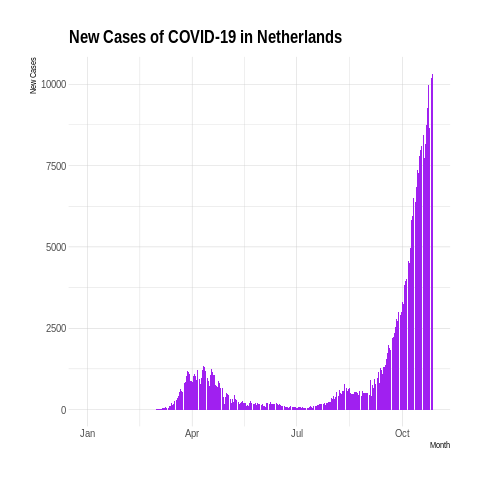 New Cases of COVID-19 in Netherlands
New Cases
10000
7500
5000
2500
0
Jan Apr Jul Oct
Month